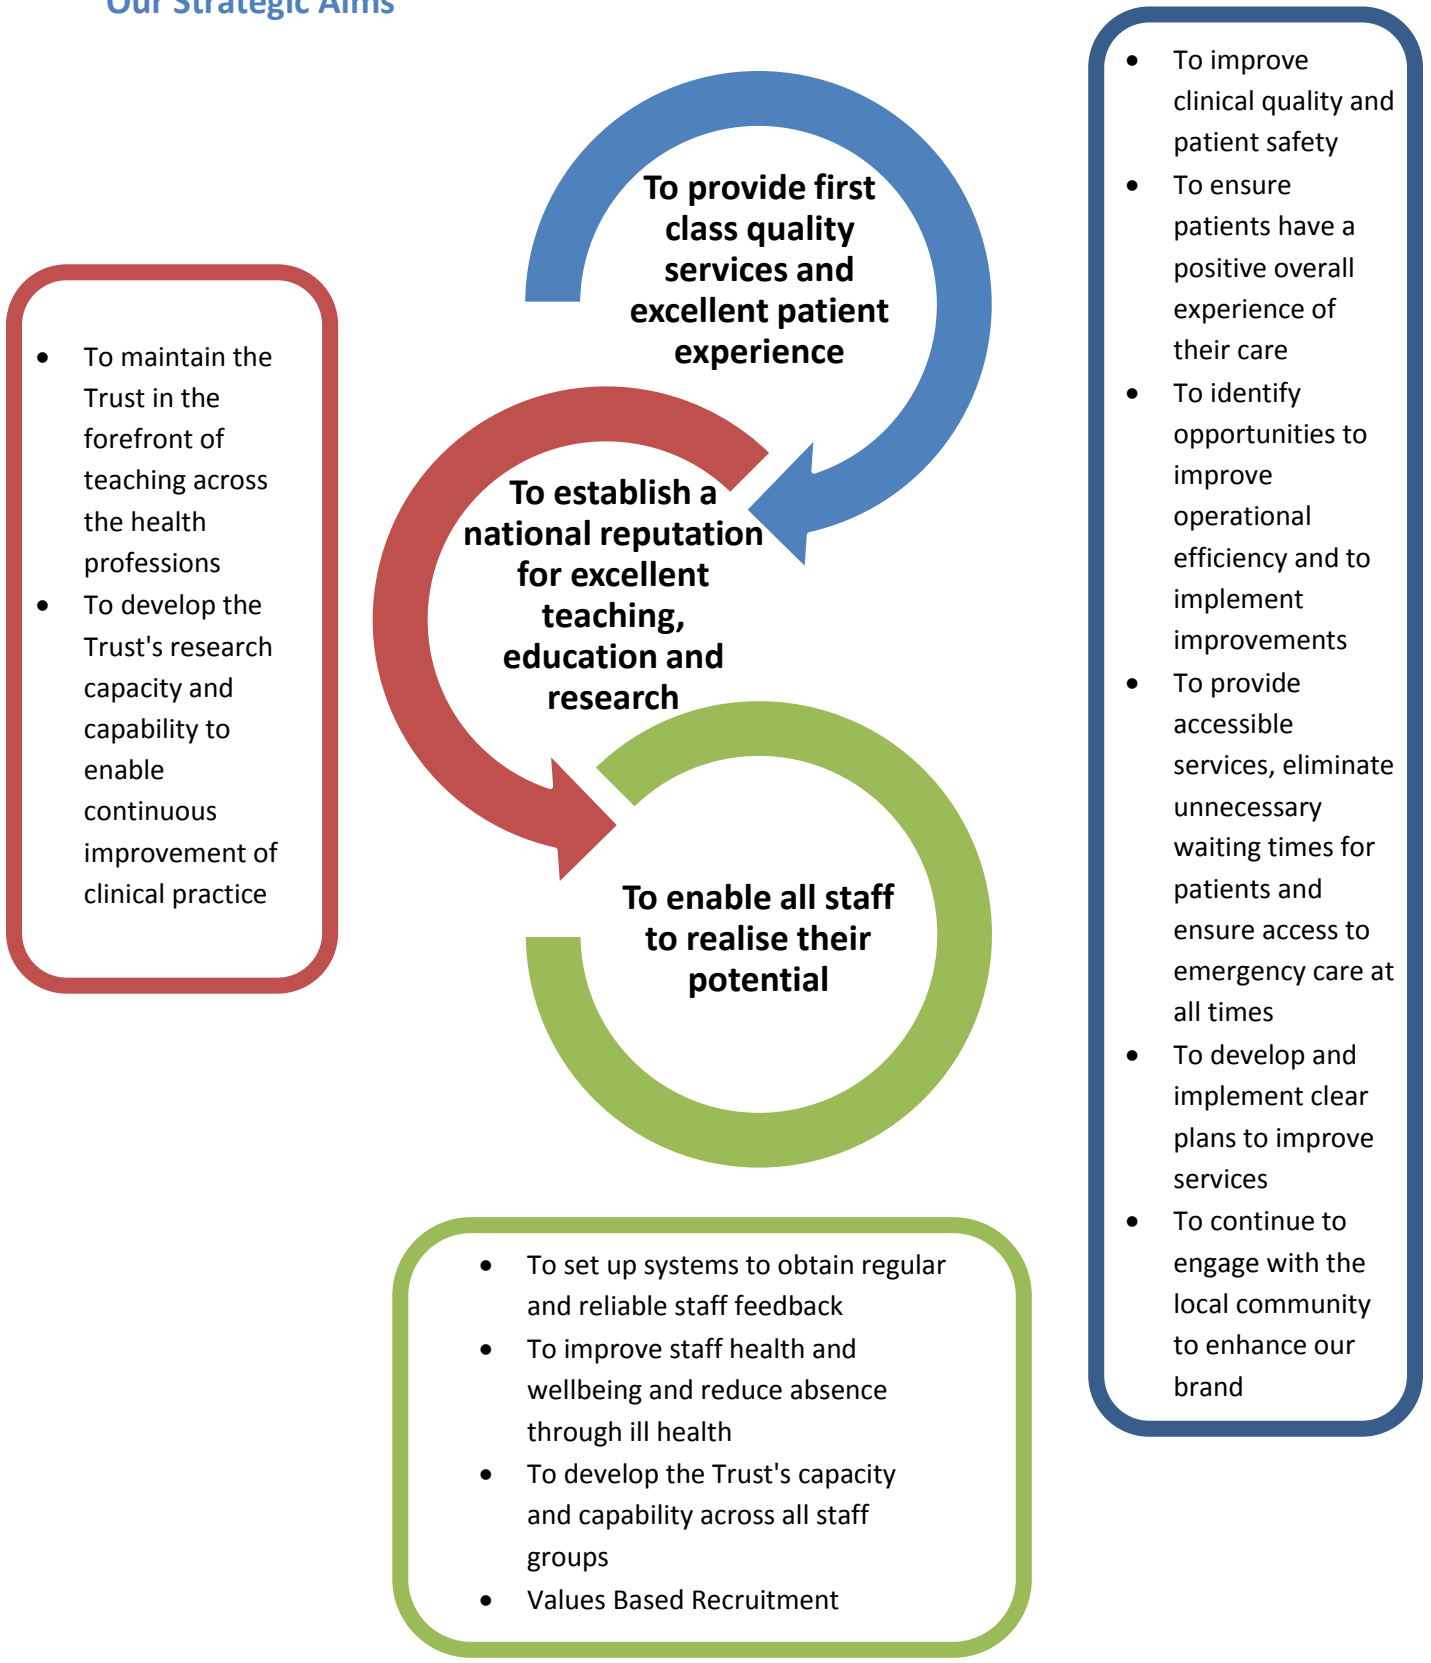 Our Strategic Aims
To provide first
class quality
services and
excellent patient
experience
To establish a
national reputation
for excellent
teaching,
education and
research
To enable all staff
to realise their
potential
• To maintain the
Trust in the
forefront of
teaching across
the health
professions
• To develop the
Trust's research
capacity and
capability to
enable
continuous
improvement of
clinical practice
• To improve
clinical quality and
patient safety
• To ensure
patients have a
positive overall
experience of
their care
• To identify
opportunities to
improve
operational
efficiency and to
implement
improvements
• To provide
accessible
services, eliminate
unnecessary
waiting times for
patients and
ensure access to
emergency care at
all times
• To develop and
implement clear
plans to improve
services
• To continue to
engage with the
local community
to enhance our
brand
• To set up systems to obtain regular
and reliable staff feedback
• To improve staff health and
wellbeing and reduce absence
through ill health
• To develop the Trust's capacity
and capability across all staff
groups
• Values Based Recruitment